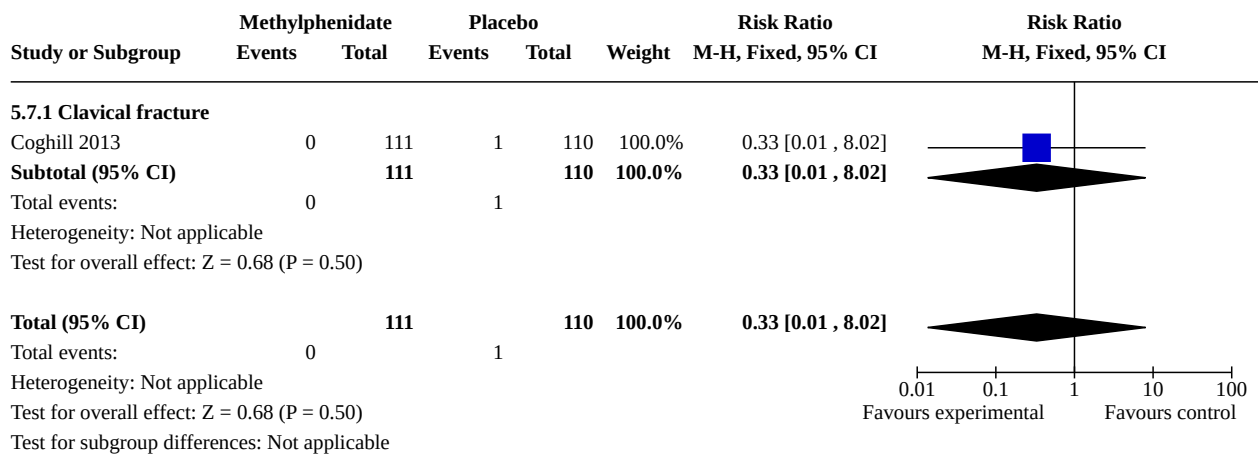 Methylphenidate Placebo Risk Ratio Risk Ratio
Study or Subgroup Events Total Events Total Weight M-H, Fixed, 95% CI M-H, Fixed, 95% CI
5.7.1 Clavical fracture
Coghill 2013 0 111 1 110 100.0% 0.33 [0.01 , 8.02]
Subtotal (95% CI) 111 110 100.0% 0.33 [0.01 , 8.02]
Total events: 0 1
Heterogeneity: Not applicable
Test for overall effect: Z = 0.68 (P = 0.50)
Total (95% CI) 111 110 100.0% 0.33 [0.01 , 8.02]
Total events: 0 1
Heterogeneity: Not applicable
Test for overall effect: Z = 0.68 (P = 0.50)
Test for subgroup differences: Not applicable
0.01 0.1 1 10 100
Favours experimental Favours control